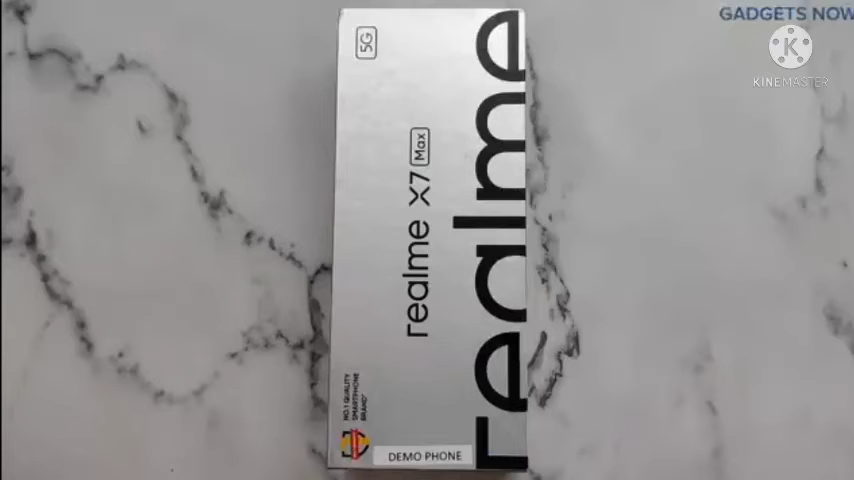 GADGETS NOW
KINEMASTER
5G
realme X7 Max
realme
NO.1 QUALITY
SMARTPHONE
BRAND*
DEMO PHONE